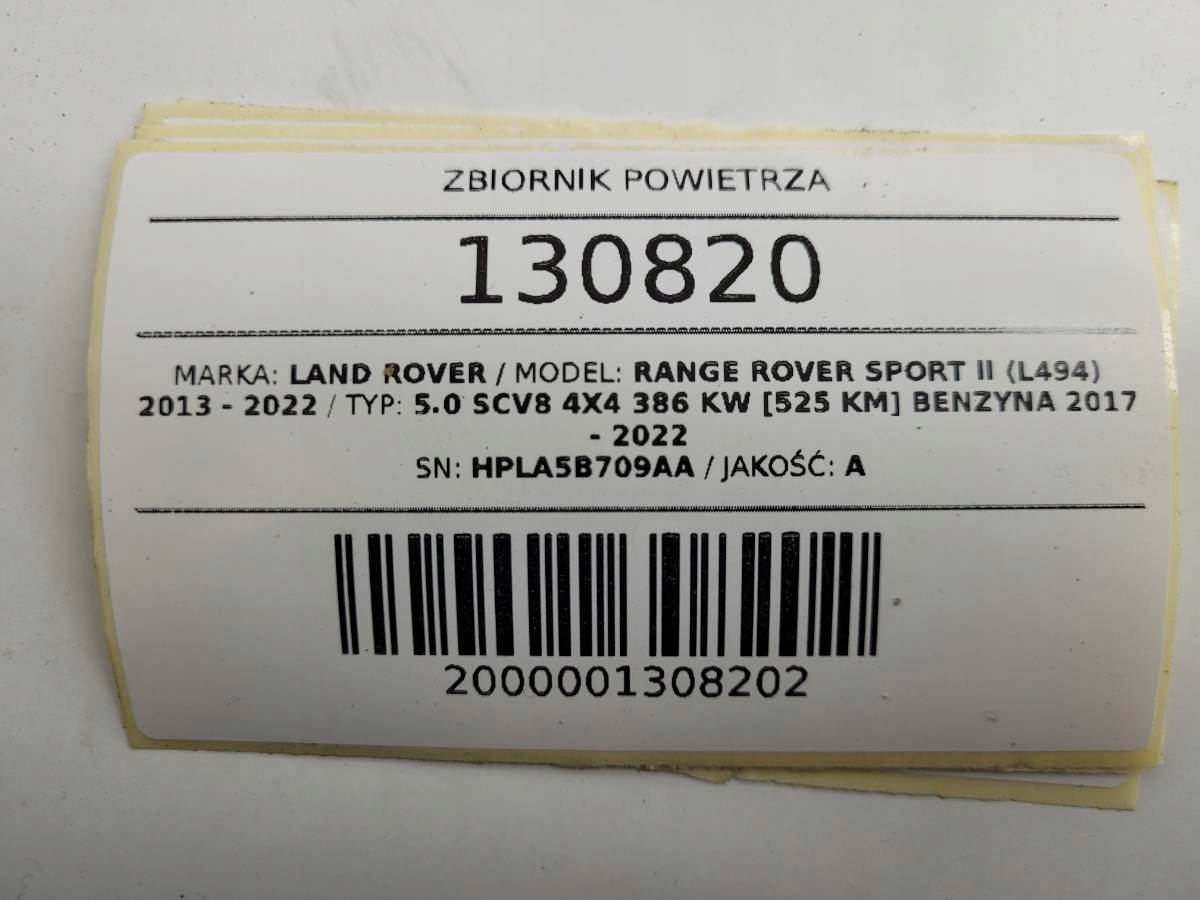 ZBIORNIK POWIETRZA
130820
MARKA: LAND ROVER / MODEL: RANGE ROVER SPORT II (L494)
2013 - 2022 / TYP: 5.0 SCV8 4X4 386 KW [525 KM] BENZYNA 2017
- 2022
SN: HPLA5B709AA / JAKOŚĆ: A
2000001308202